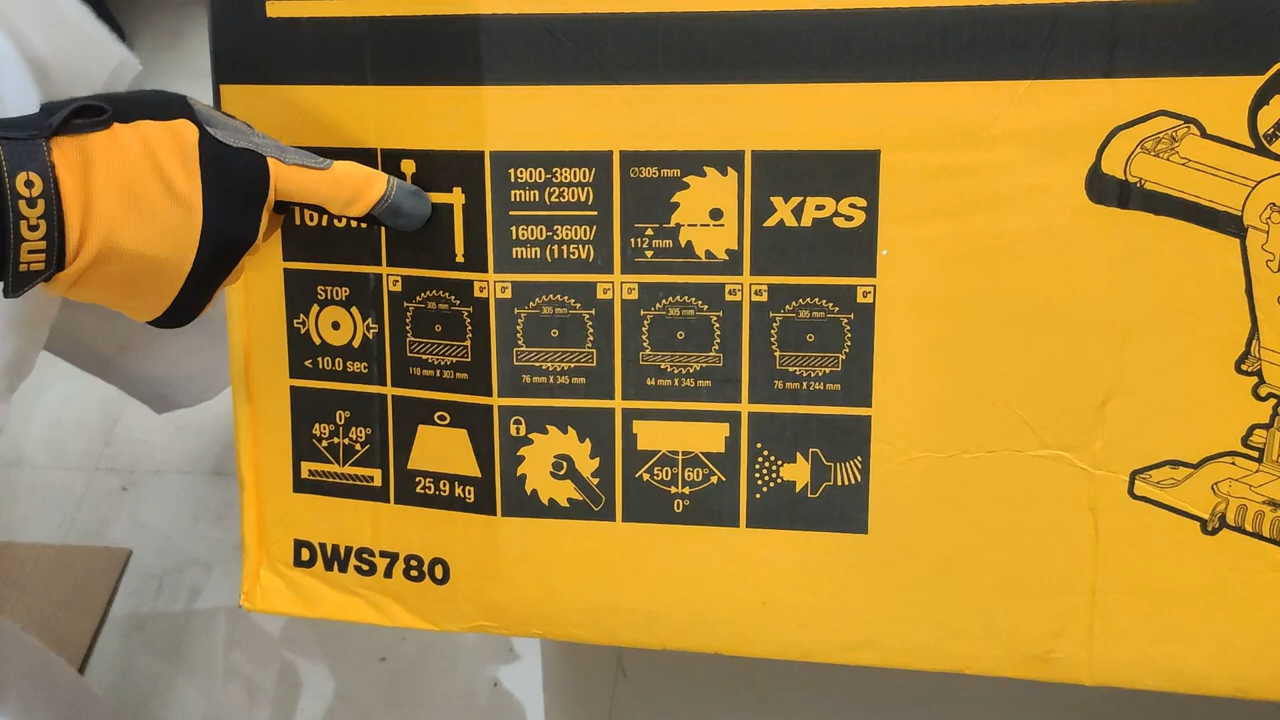 INGCO
1675W
1900-3800/
min (230V)
1600-3600/
min (115V)
Ø305 mm
112 mm
XPS
STOP
< 10.0 sec
0° 0°
305 mm
110 mm X 303 mm
0° 0°
305 mm
76 mm X 345 mm
0° 45°
305 mm
44 mm X 345 mm
45° 0°
305 mm
76 mm X 244 mm
0°
49° 49°
25.9 kg
50° 60°
0°
DWS780